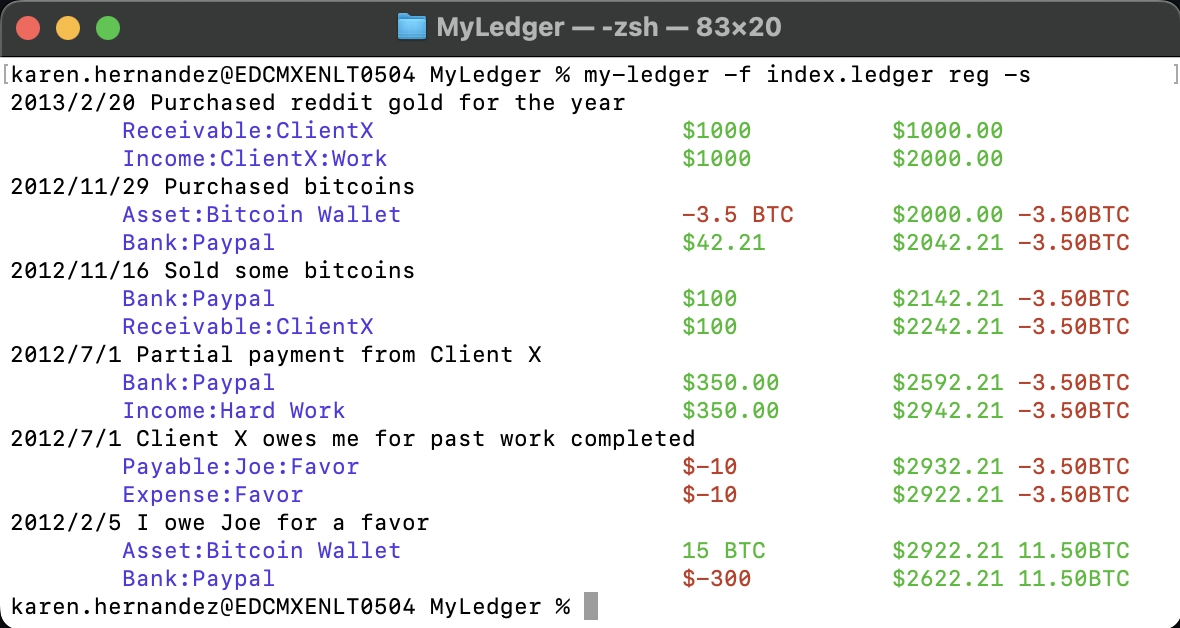 MyLedger — -zsh — 83×20
[karen.hernandez@EDCMXENLT0504 MyLedger % my-ledger -f index.ledger reg -s ]
2013/2/20 Purchased reddit gold for the year
Receivable:ClientX $1000 $1000.00
Income:ClientX:Work $1000 $2000.00
2012/11/29 Purchased bitcoins
Asset:Bitcoin Wallet -3.5 BTC $2000.00 -3.50BTC
Bank:Paypal $42.21 $2042.21 -3.50BTC
2012/11/16 Sold some bitcoins
Bank:Paypal $100 $2142.21 -3.50BTC
Receivable:ClientX $100 $2242.21 -3.50BTC
2012/7/1 Partial payment from Client X
Bank:Paypal $350.00 $2592.21 -3.50BTC
Income:Hard Work $350.00 $2942.21 -3.50BTC
2012/7/1 Client X owes me for past work completed
Payable:Joe:Favor $-10 $2932.21 -3.50BTC
Expense:Favor $-10 $2922.21 -3.50BTC
2012/2/5 I owe Joe for a favor
Asset:Bitcoin Wallet 15 BTC $2922.21 11.50BTC
Bank:Paypal $-300 $2622.21 11.50BTC
karen.hernandez@EDCMXENLT0504 MyLedger %